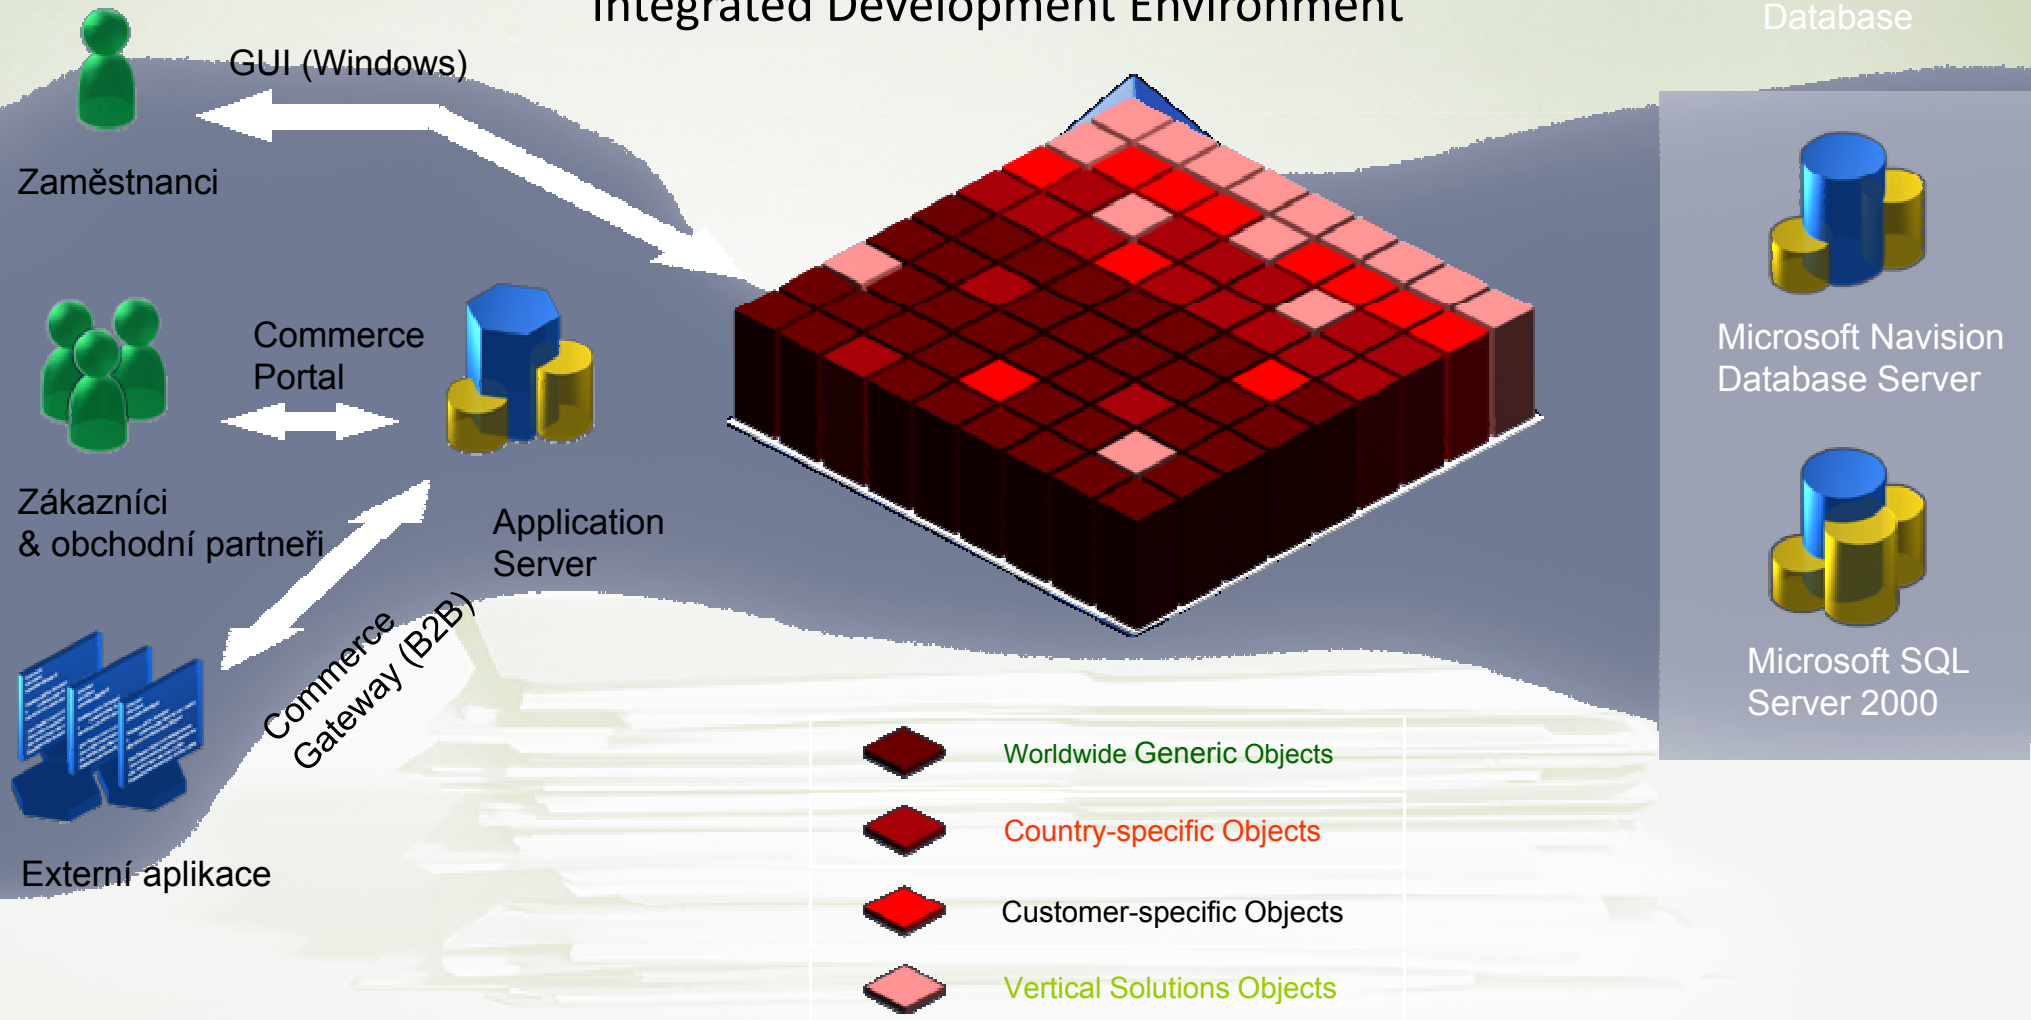 Integrated Development Environment
Database
GUI (Windows)
Zaměstnanci
Commerce
Portal
Zákazníci
& obchodní partneři
Application
Server
Commerce
Gateway (B2B)
Externí aplikace
Microsoft Navision
Database Server
Microsoft SQL
Server 2000
Worldwide Generic Objects
Country-specific Objects
Customer-specific Objects
Vertical Solutions Objects